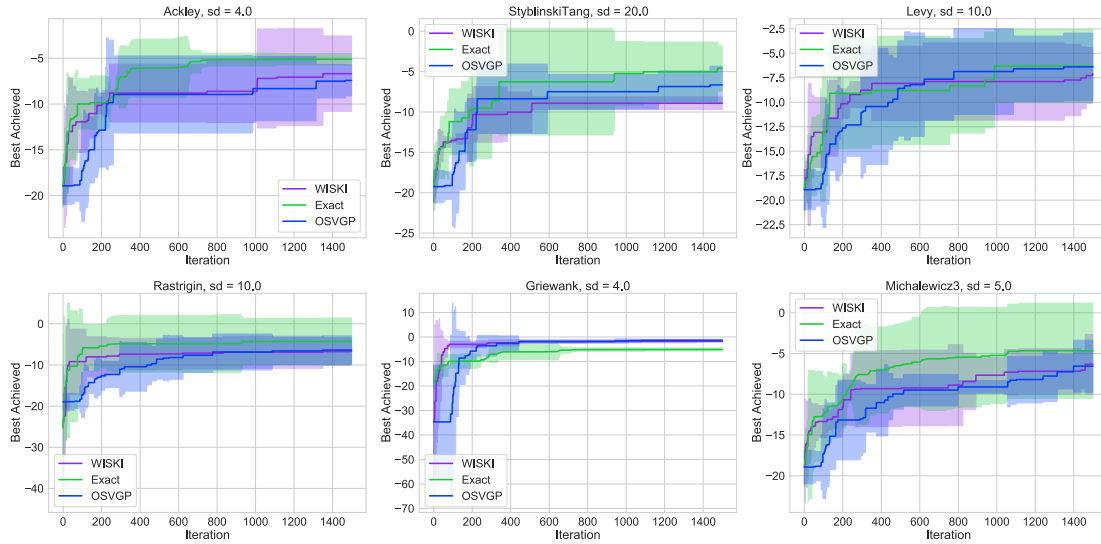 Ackley, sd = 4.0
Best Achieved
−5
−10
−15
−20
0 200 400 600 800 1000 1200 1400
Iteration
WISKI
Exact
OSVGP
StyblinskiTang, sd = 20.0
Best Achieved
0
−5
−10
−15
−20
−25
0 200 400 600 800 1000 1200 1400
Iteration
WISKI
Exact
OSVGP
Levy, sd = 10.0
Best Achieved
−2.5
−5.0
−7.5
−10.0
−12.5
−15.0
−17.5
−20.0
−22.5
0 200 400 600 800 1000 1200 1400
Iteration
WISKI
Exact
OSVGP
Rastrigin, sd = 10.0
Best Achieved
0
−10
−20
−30
−40
0 200 400 600 800 1000 1200 1400
Iteration
WISKI
Exact
OSVGP
Griewank, sd = 4.0
Best Achieved
10
0
−10
−20
−30
−40
−50
−60
−70
0 200 400 600 800 1000 1200 1400
Iteration
WISKI
Exact
OSVGP
Michalewicz3, sd = 5.0
Best Achieved
0
−5
−10
−15
−20
0 200 400 600 800 1000 1200 1400
Iteration
WISKI
Exact
OSVGP